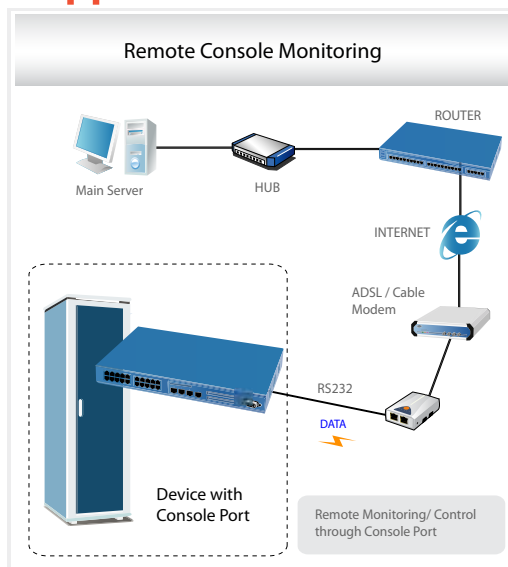 Remote Console Monitoring
ROUTER
Main Server
HUB
INTERNET
ADSL / Cable
Modem
RS232
DATA
Device with
Console Port
Remote Monitoring/ Control
through Console Port